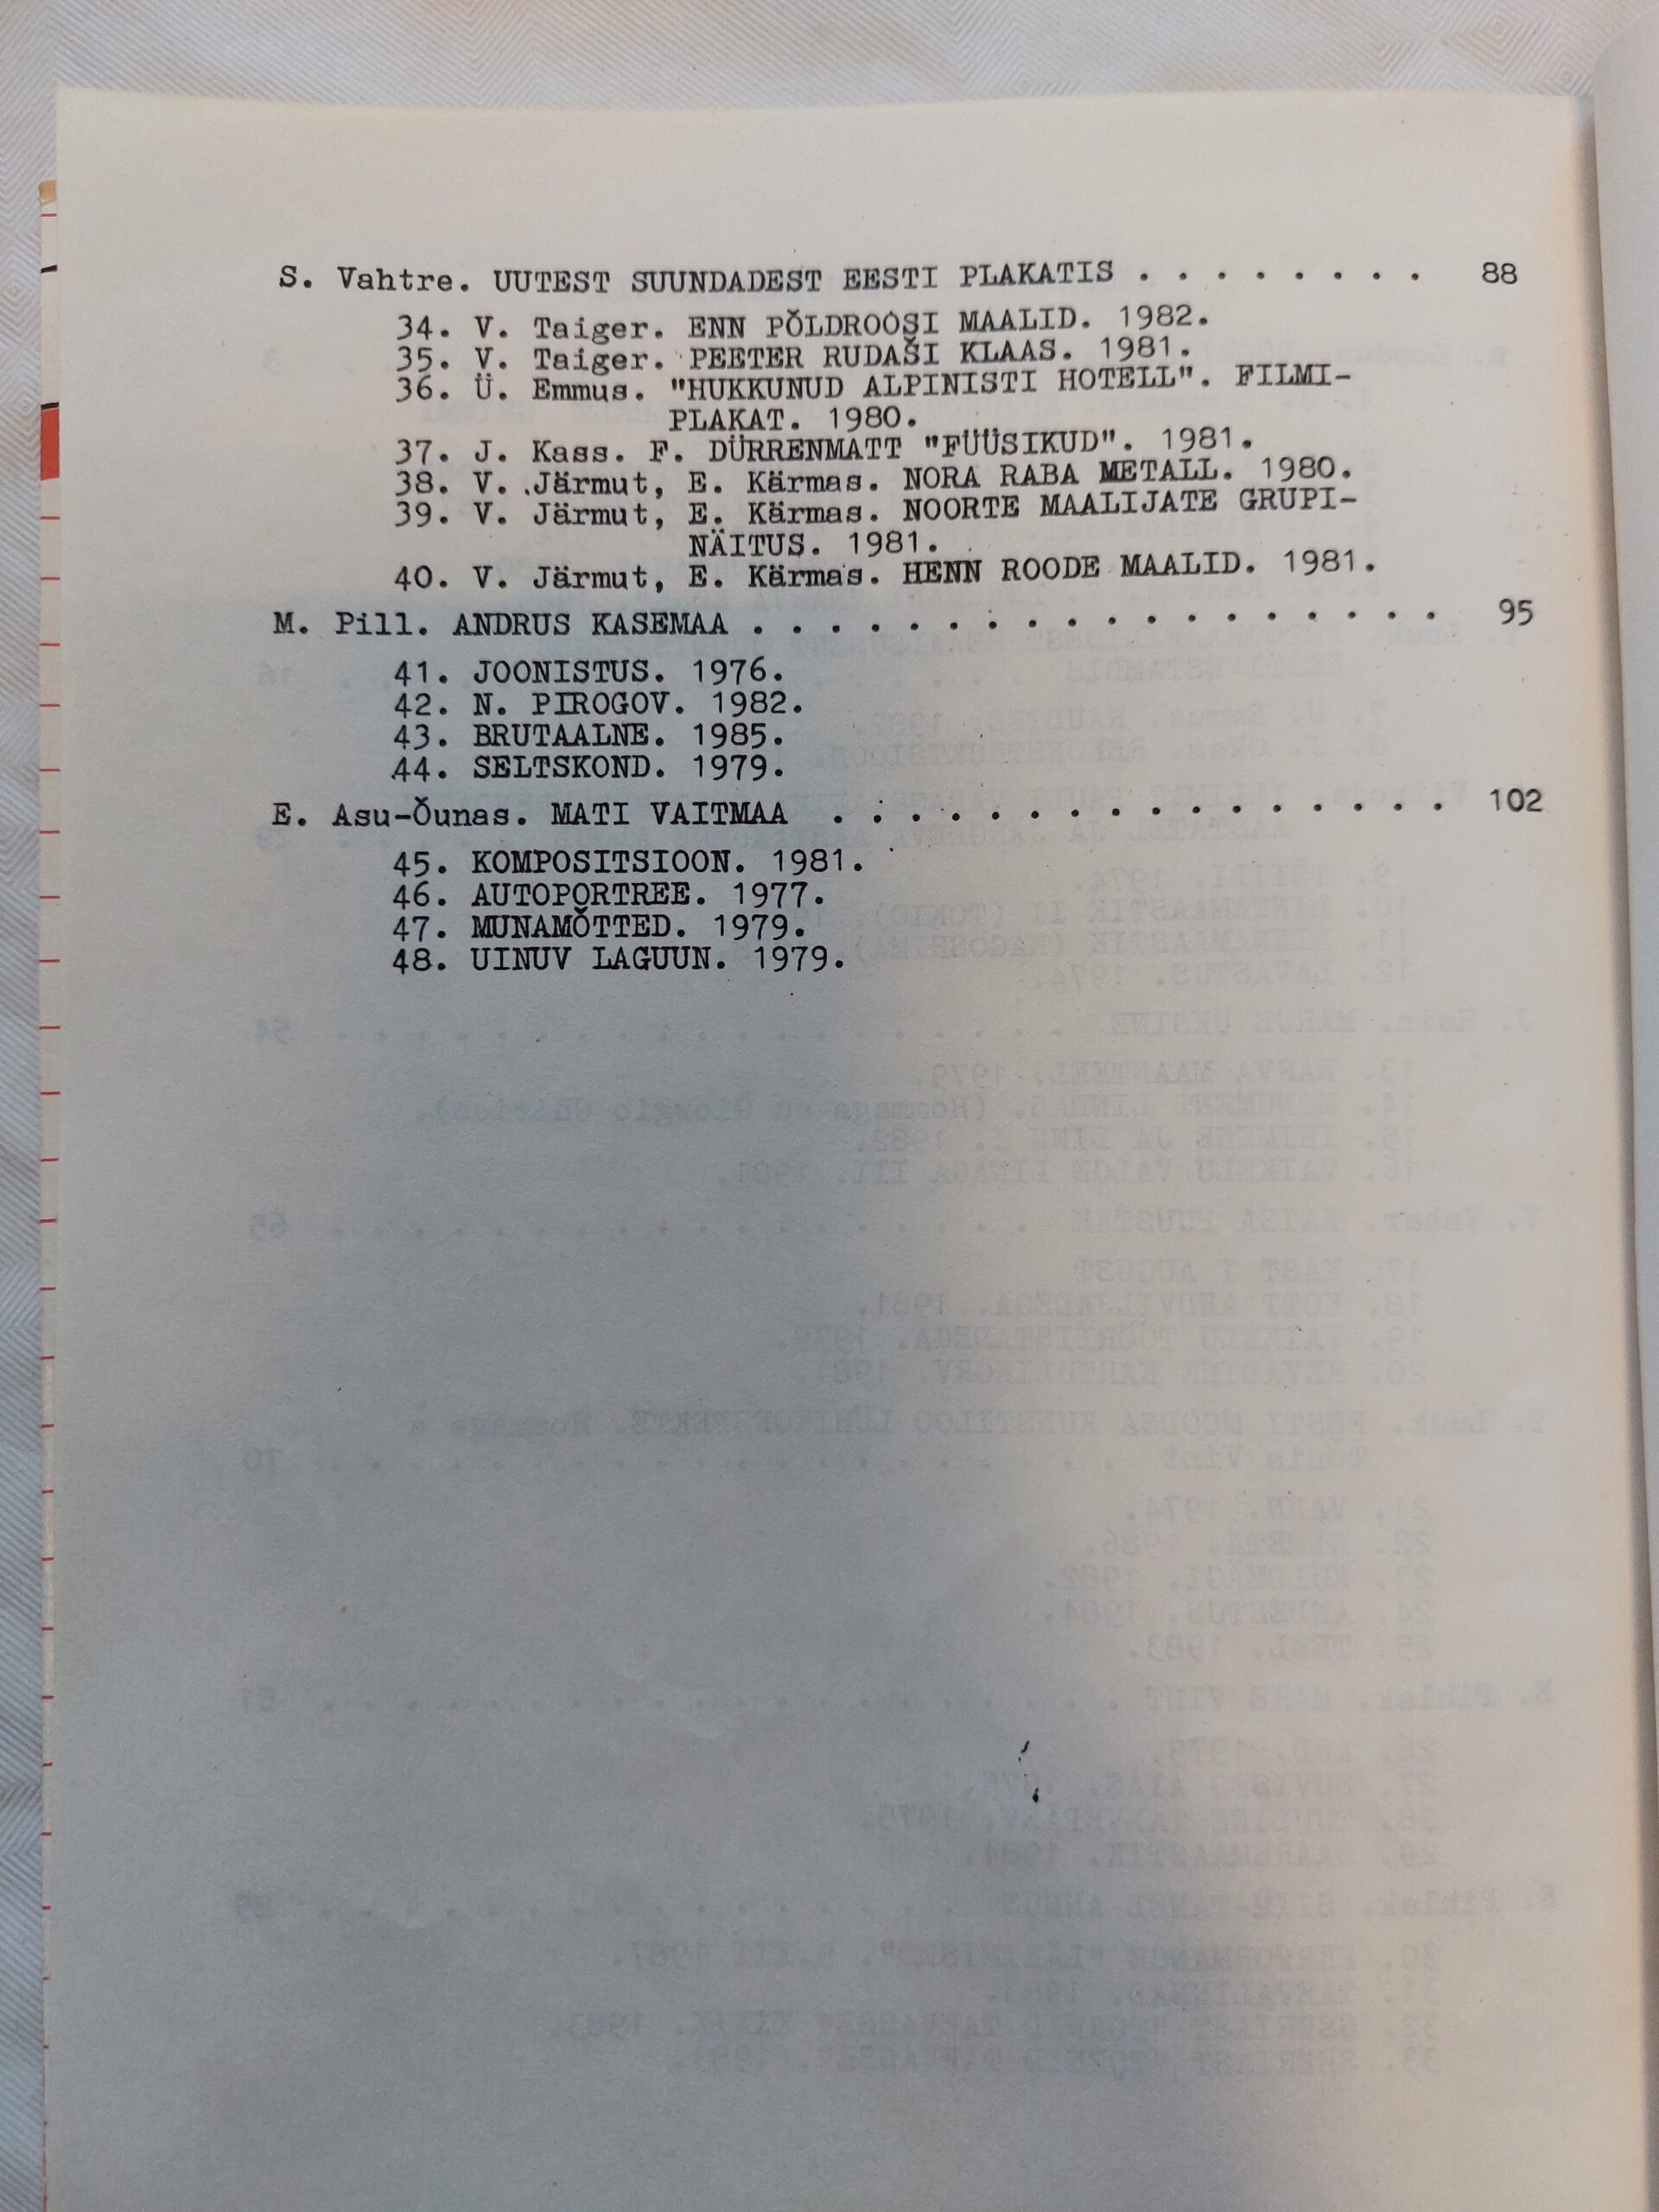 S. Vahtre. UUTEST SUUNDADEST EESTI PLAKATIS . . . . . . . . 88
34. V. Taiger. ENN PÕLDROOSI MAALID. 1982.
35. V. Taiger. PEETER RUDAŠI KLAAS. 1981.
36. Ü. Emmus. "HUKKUNUD ALPINISTI HOTELL". FILMI-
PLAKAT. 1980.
37. J. Kass. F. DÜRRENMATT "FÜÜSIKUD". 1981.
38. V. Järmut, E. Kärmas. NORA RABA METALL. 1980.
39. V. Järmut, E. Kärmas. NOORTE MAALIJATE GRUPI-
NÄITUS. 1981.
40. V. Järmut, E. Kärmas. HENN ROODE MAALID. 1981.
M. Pill. ANDRUS KASEMAA . . . . . . . . . . . . . . . . . . 95
41. JOONISTUS. 1976.
42. N. PIROGOV. 1982.
43. BRUTAALNE. 1985.
44. SELTSKOND. 1979.
E. Asu-Õunas. MATI VAITMAA . . . . . . . . . . . . . . . . 102
45. KOMPOSITSIOON. 1981.
46. AUTOPORTREE. 1977.
47. MUNAMÕTTED. 1979.
48. UINUV LAGUUN. 1979.